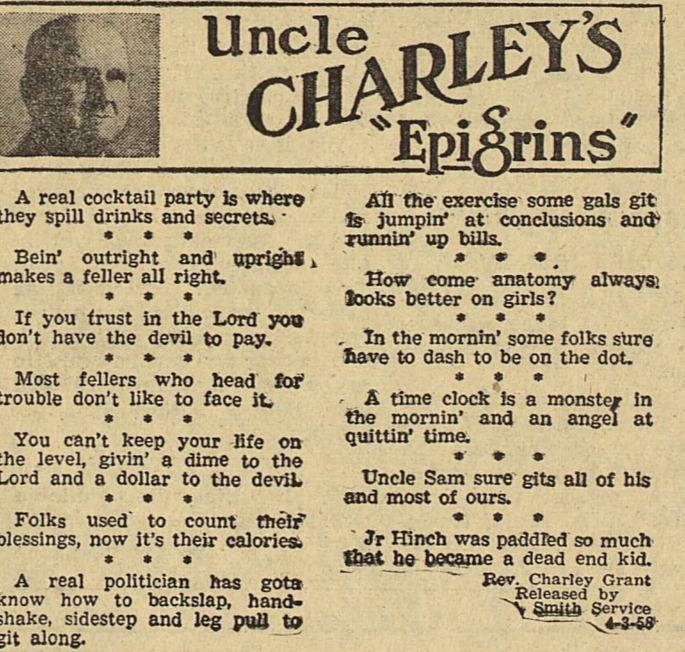 Uncle
CHARLEY'S
"Epigrins"
A real cocktail party is where
they spill drinks and secrets.
* * *
Bein' outright and upright
makes a feller all right.
* * *
If you trust in the Lord you
don't have the devil to pay.
* * *
Most fellers who head for
trouble don't like to face it.
* * *
You can't keep your life on
the level, givin' a dime to the
Lord and a dollar to the devil.
* * *
Folks used to count their
blessings, now it's their calories.
* * *
A real politician has gota
know how to backslap, hand-
shake, sidestep and leg pull to
git along.
All the exercise some gals git
is jumpin' at conclusions and
runnin' up bills.
* * *
How come anatomy always
looks better on girls?
* * *
In the mornin' some folks sure
have to dash to be on the dot.
* * *
A time clock is a monster in
the mornin' and an angel at
quittin' time.
* * *
Uncle Sam sure gits all of his
and most of ours.
* * *
Jr Hinch was paddled so much
that he became a dead end kid.
Rev. Charley Grant
Released by
Smith Service
4-3-58